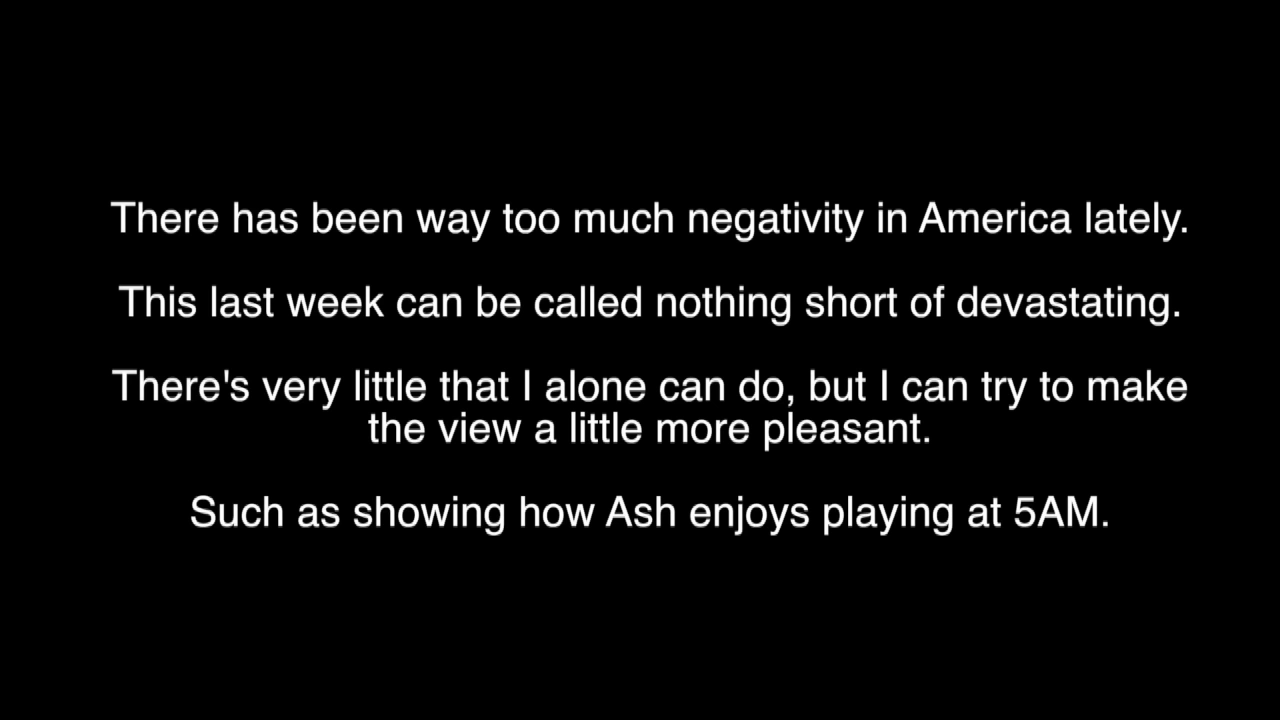 There has been way too much negativity in America lately.
This last week can be called nothing short of devastating.
There's very little that I alone can do, but I can try to make
the view a little more pleasant.
Such as showing how Ash enjoys playing at 5AM.